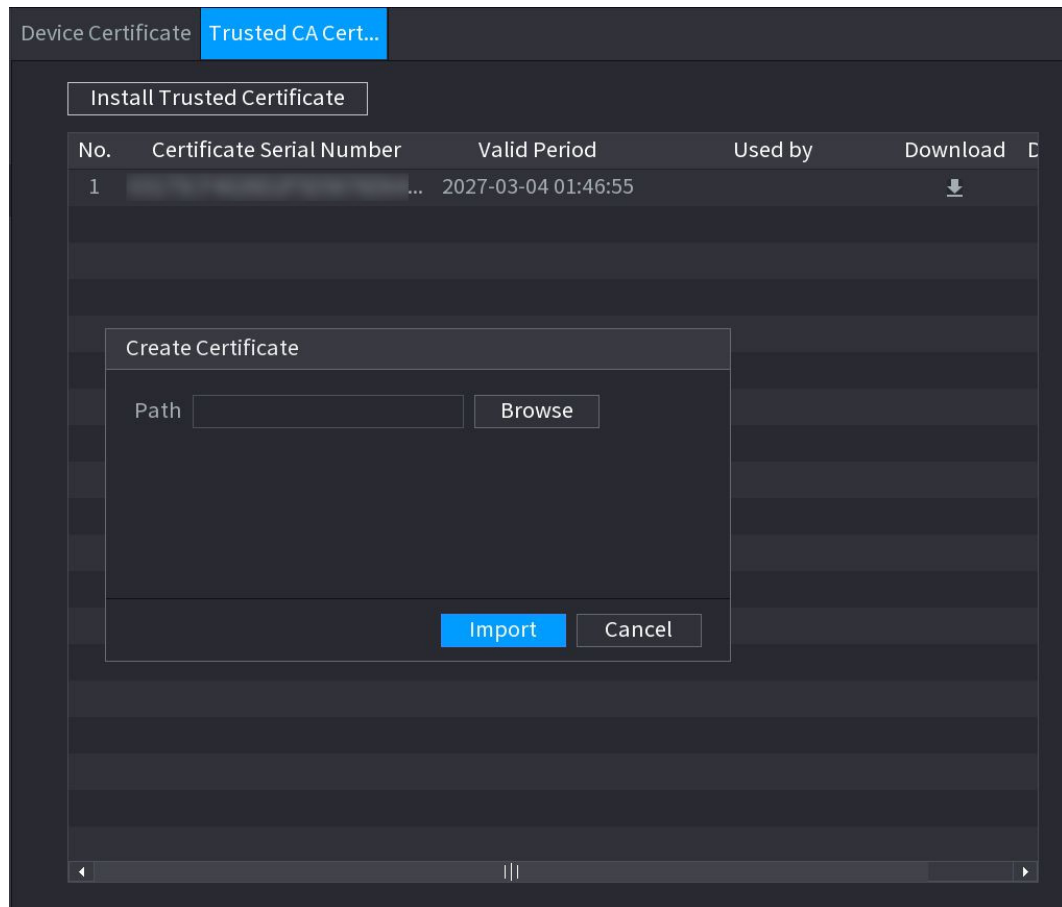 Device Certificate Trusted CA Cert...
Install Trusted Certificate
No. Certificate Serial Number Valid Period Used by Download D
1 ... 2027-03-04 01:46:55
Create Certificate
Path Browse
Import Cancel